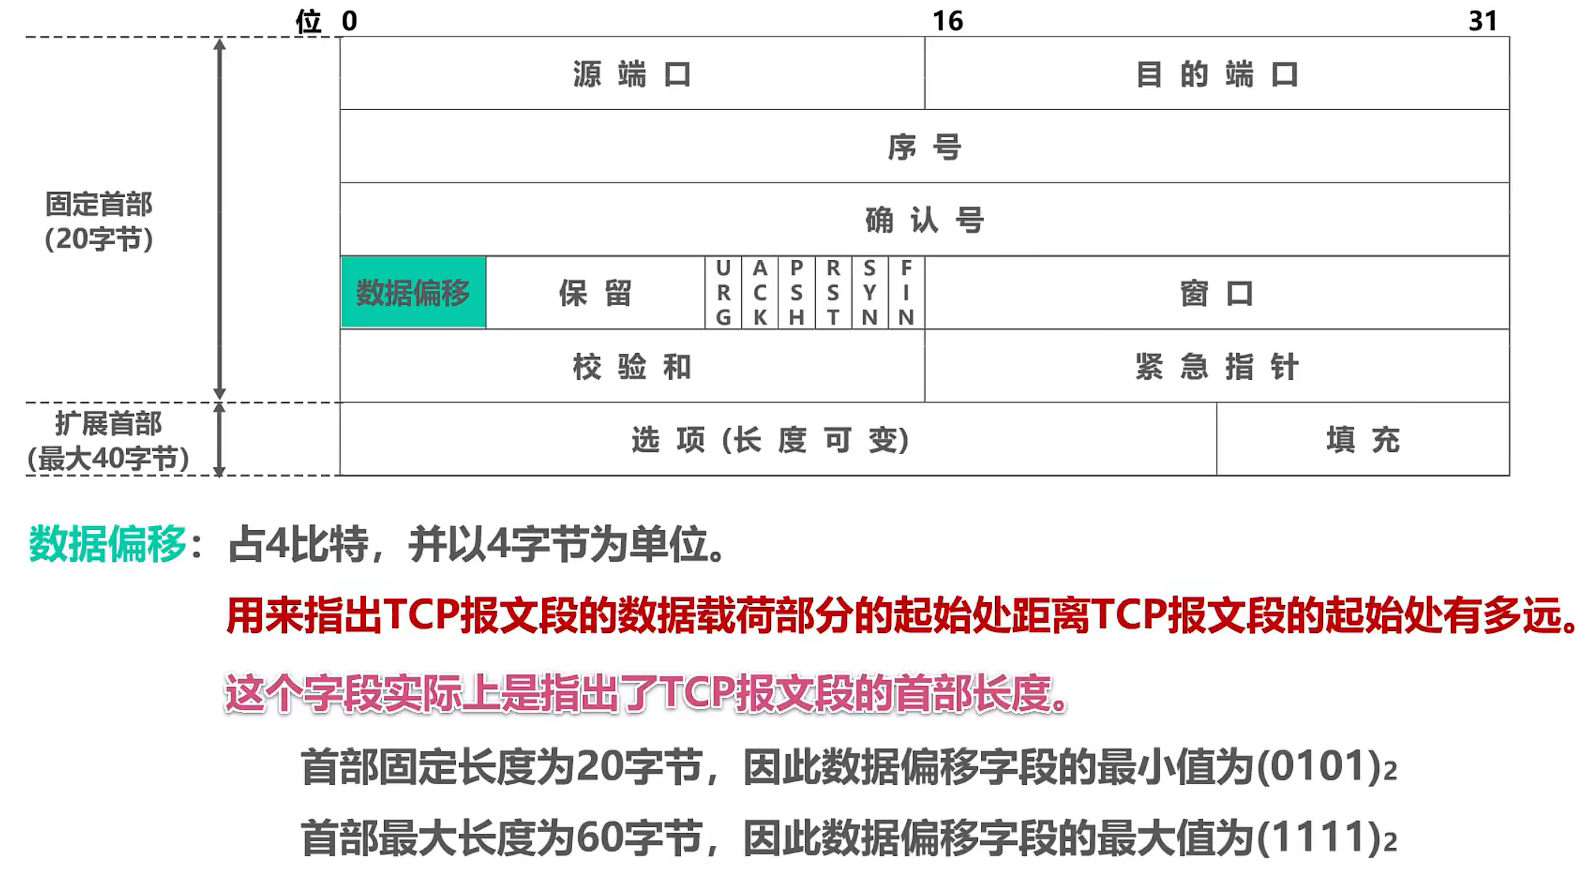 位 0 16 31
源 端 口 目 的 端 口
序 号
固定首部
(20字节)
确 认 号
数据偏移 保 留 URG ACK PSH RST SYN FIN 窗 口
校 验 和 紧 急 指 针
扩展首部
(最大40字节)
选 项 (长 度 可 变) 填 充
数据偏移：占4比特，并以4字节为单位。
用来指出TCP报文段的数据载荷部分的起始处距离TCP报文段的起始处有多远。
这个字段实际上是指出了TCP报文段的首部长度。
首部固定长度为20字节，因此数据偏移字段的最小值为(0101)₂
首部最大长度为60字节，因此数据偏移字段的最大值为(1111)₂